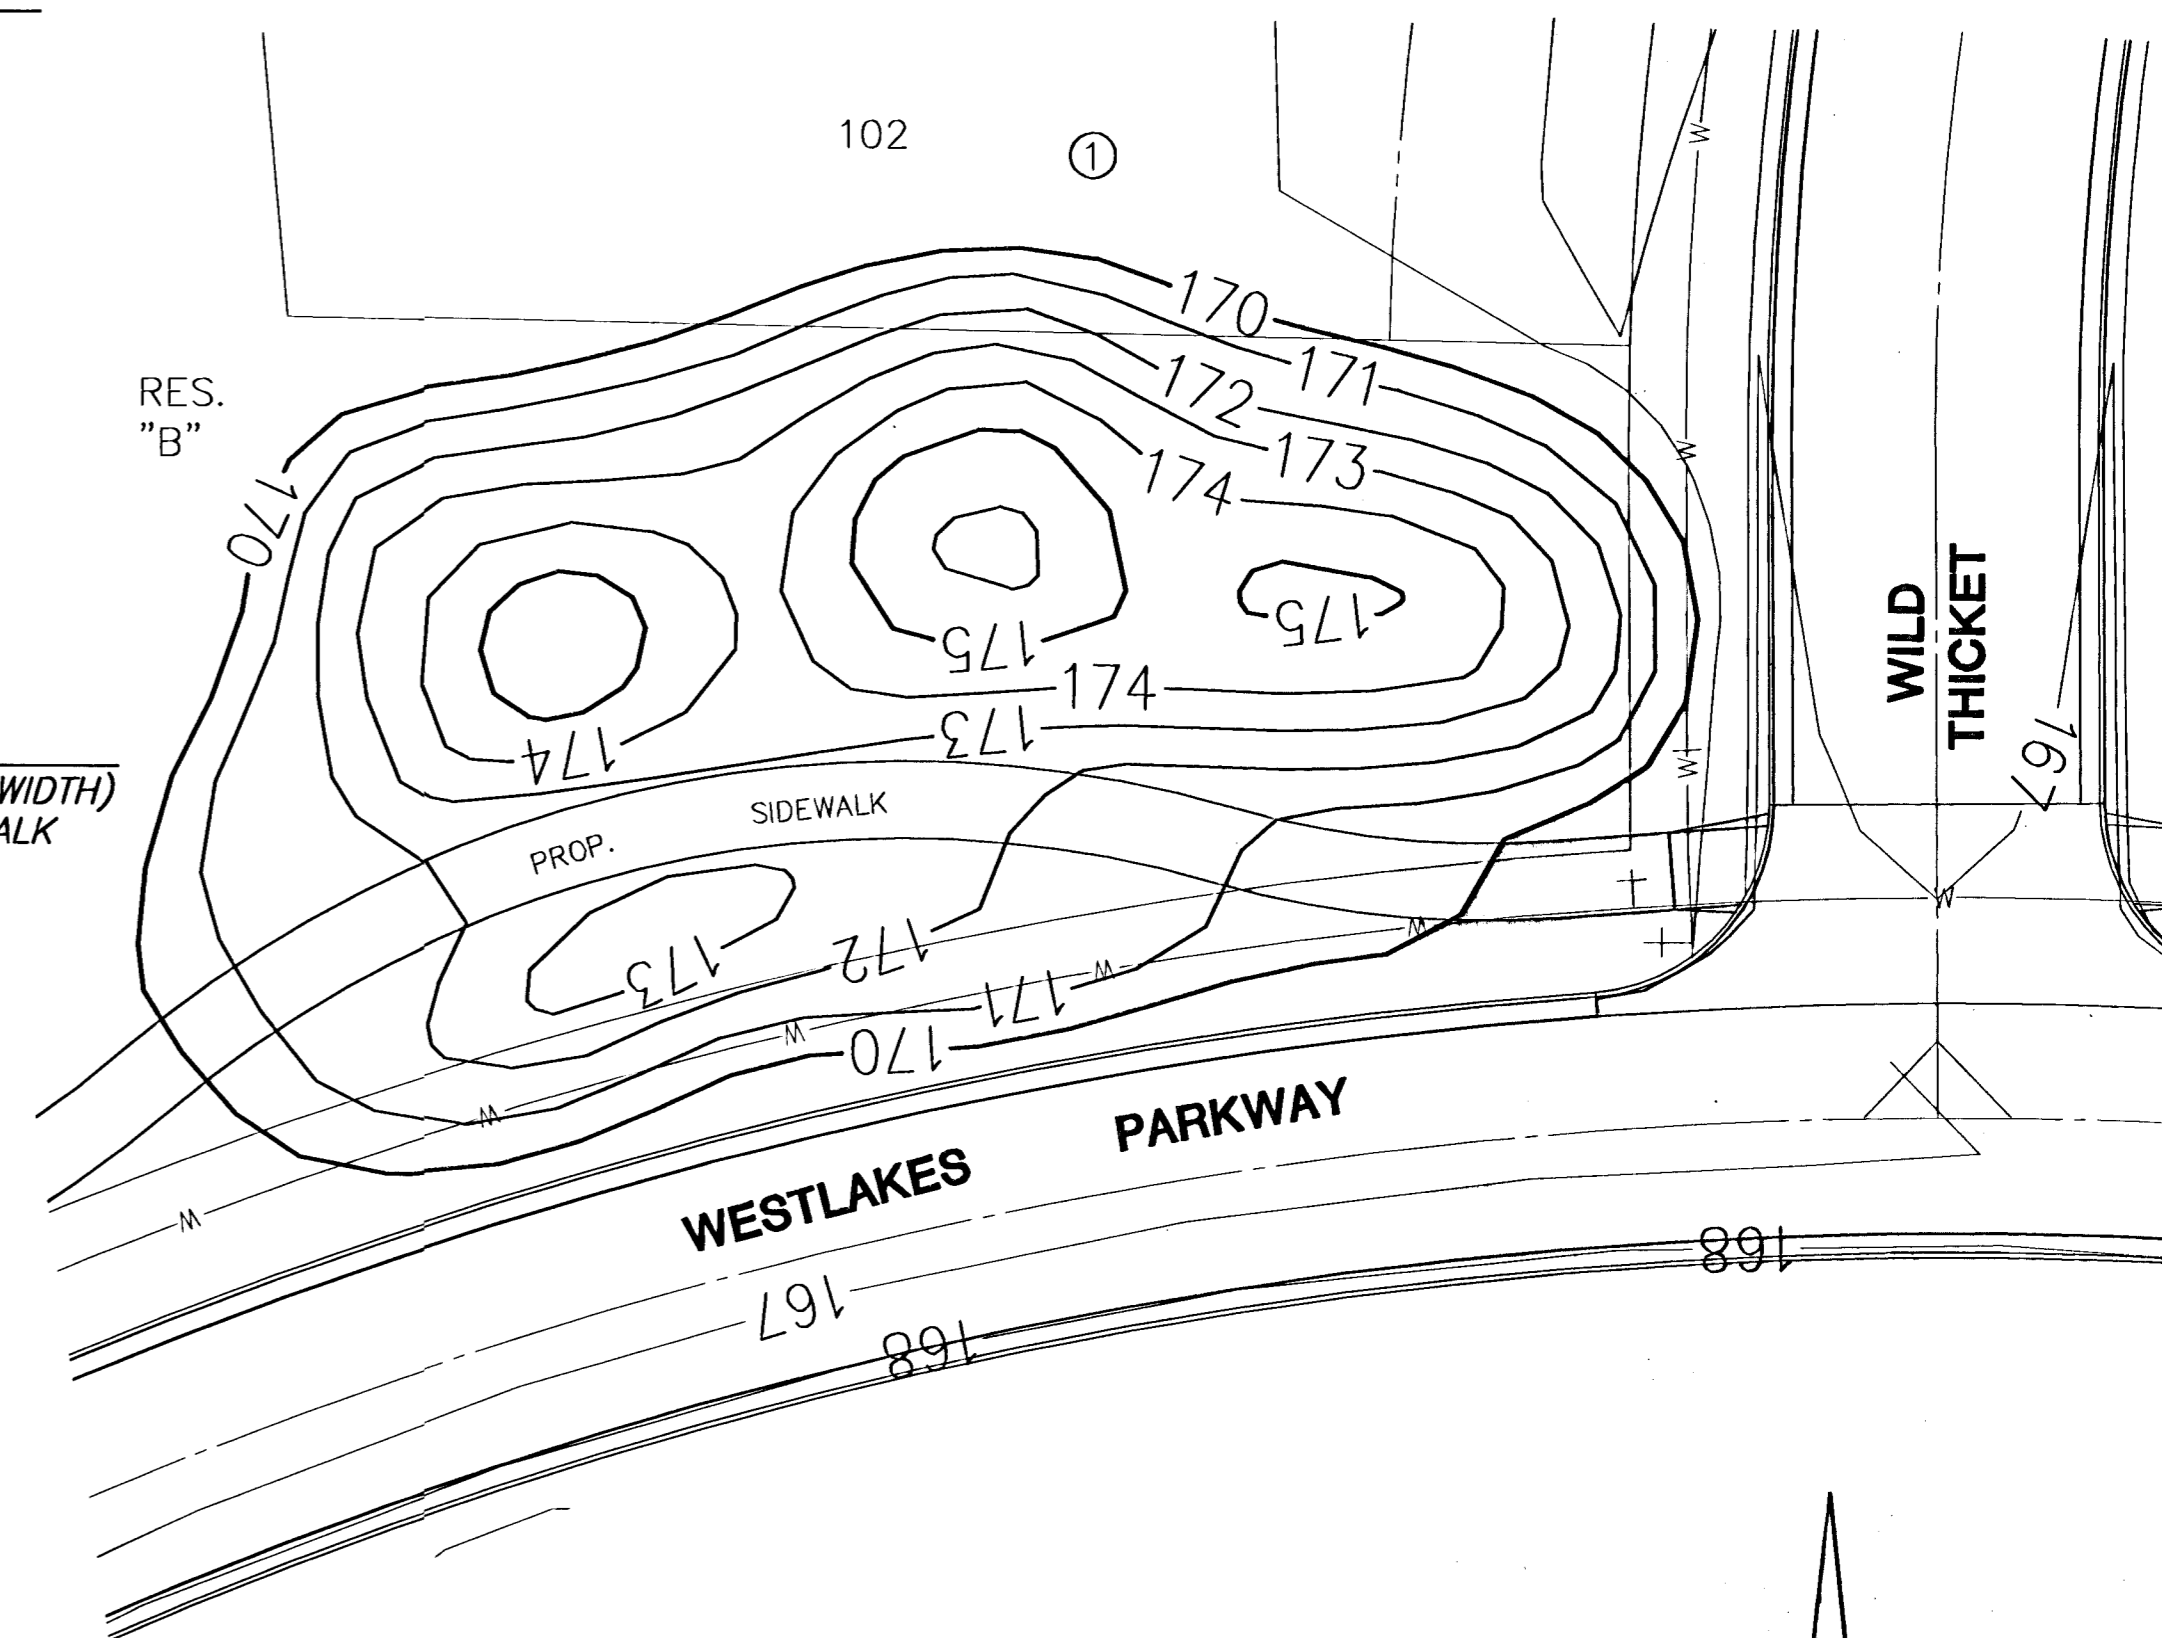 102
1
170
171
172
173
174
RES.
"B"
170
175
175
174
173
174
WILD
THICKET
167
WIDTH)
ALK
SIDEWALK
PROP.
172
173
171
170
W
W
W
W
W
W
W
W
W
PARKWAY
WESTLAKES
168
167
168